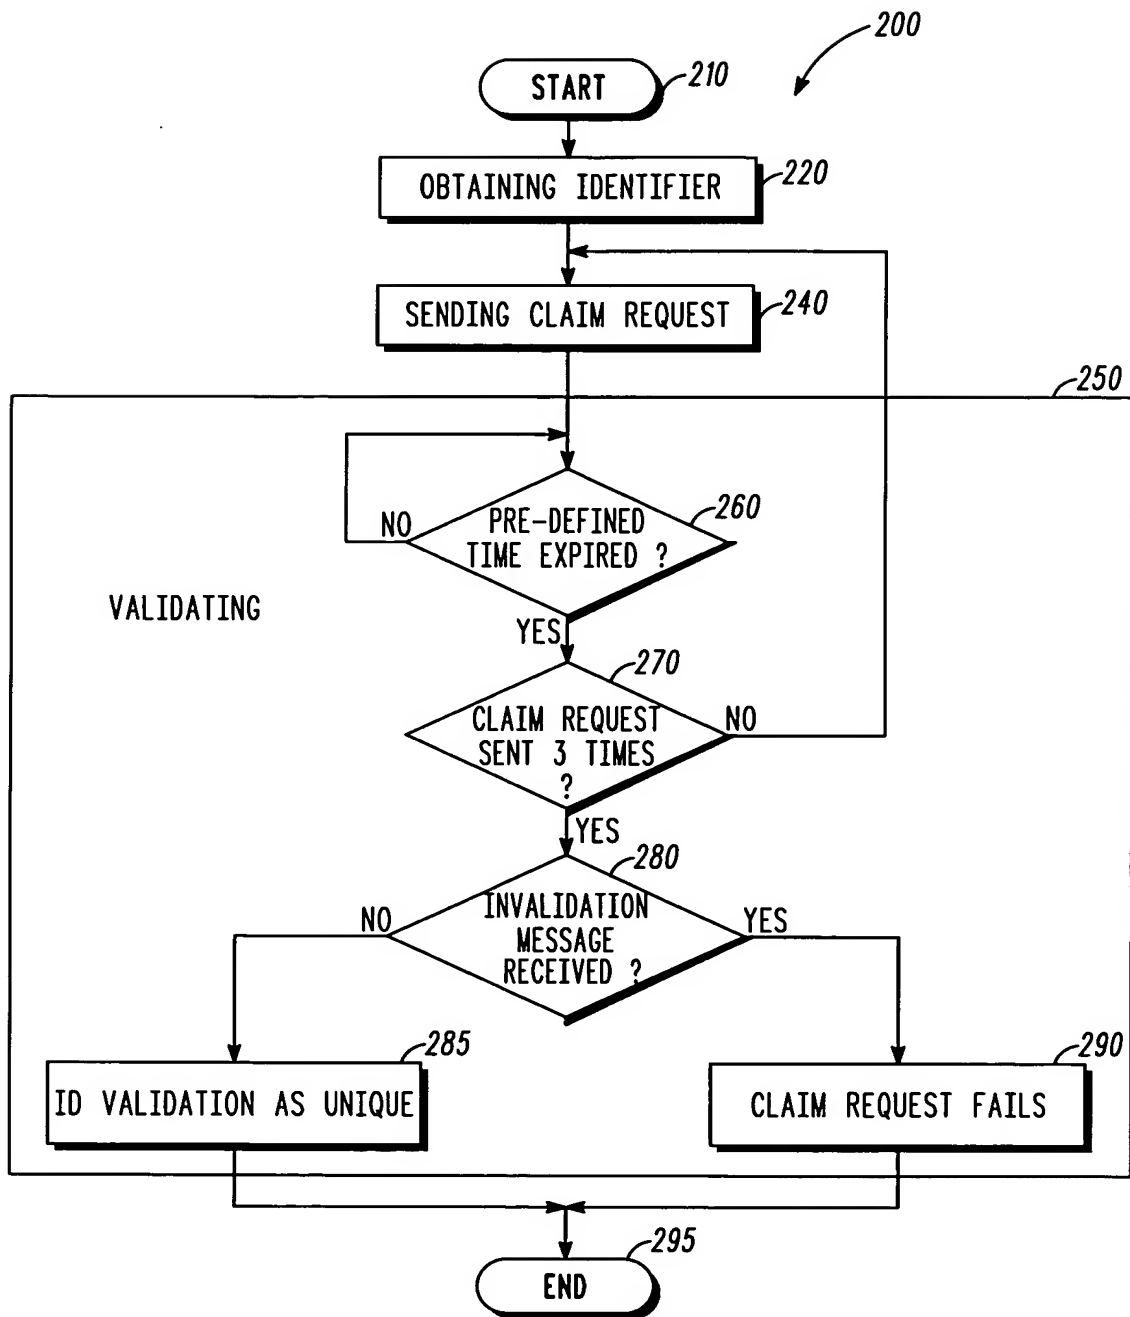 200
START
210
OBTAINING IDENTIFIER
220
SENDING CLAIM REQUEST
240
250
NO
PRE-DEFINED
TIME EXPIRED ?
260
VALIDATING
YES
270
CLAIM REQUEST
SENT 3 TIMES
?
NO
YES
280
NO
INVALIDATION
MESSAGE
RECEIVED ?
YES
285
ID VALIDATION AS UNIQUE
290
CLAIM REQUEST FAILS
295
END